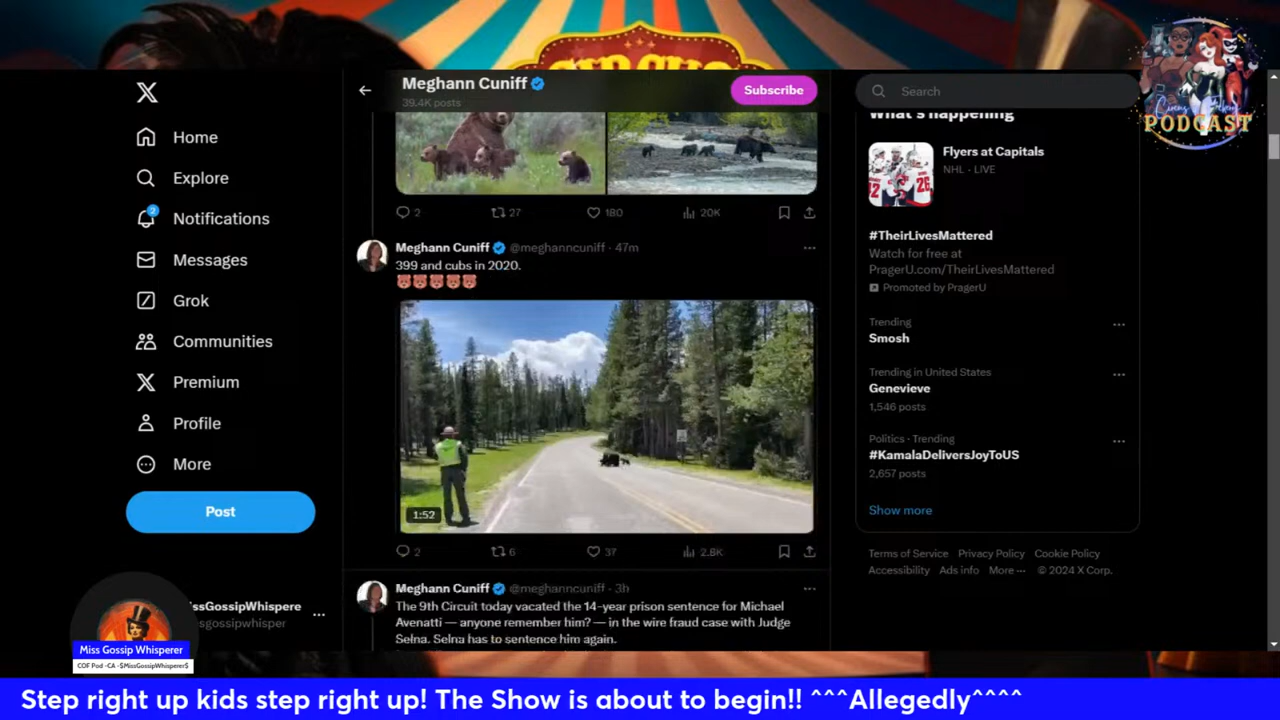 Meghann Cuniff
39.4K posts
Subscribe
Home
Explore
2
Notifications
Messages
Grok
Communities
Premium
Profile
More
Post
ssGossipWhispere
sgossipwhisper
Miss Gossip Whisperer
COF Pod -CA -$MissGossipWhisperer$
2 27 180 20K
Meghann Cuniff @meghanncuniff · 47m
399 and cubs in 2020.
🐻🐻🐻🐻🐻
1:52
2 6 37 2.8K
Meghann Cuniff @meghanncuniff · 3h
The 9th Circuit today vacated the 14-year prison sentence for Michael
Avenatti — anyone remember him? — in the wire fraud case with Judge
Selna. Selna has to sentence him again.
Search
What's happening
Flyers at Capitals
NHL - LIVE
#TheirLivesMattered
Watch for free at
PragerU.com/TheirLivesMattered
Promoted by PragerU
Trending
Smosh
Trending in United States
Genevieve
1,546 posts
Politics · Trending
#KamalaDeliversJoyToUS
2,657 posts
Show more
Terms of Service Privacy Policy Cookie Policy
Accessibility Ads info More ··· © 2024 X Corp.
PODCAST
Step right up kids step right up! The Show is about to begin!! ^^^Allegedly^^^^